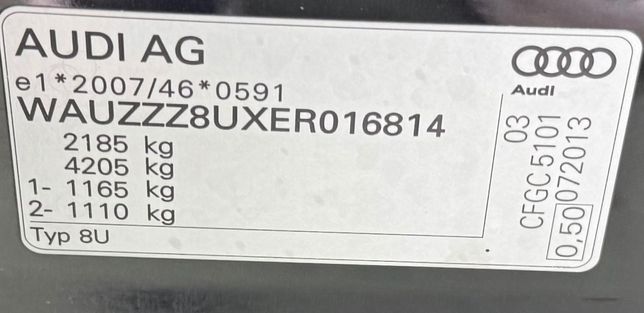 AUDI AG
e1*2007/46*0591
WAUZZZ8UXER016814
2185 kg
4205 kg
1- 1165 kg
2- 1110 kg
Typ 8U
Audi
03
CFGC 5101
0,50 072013